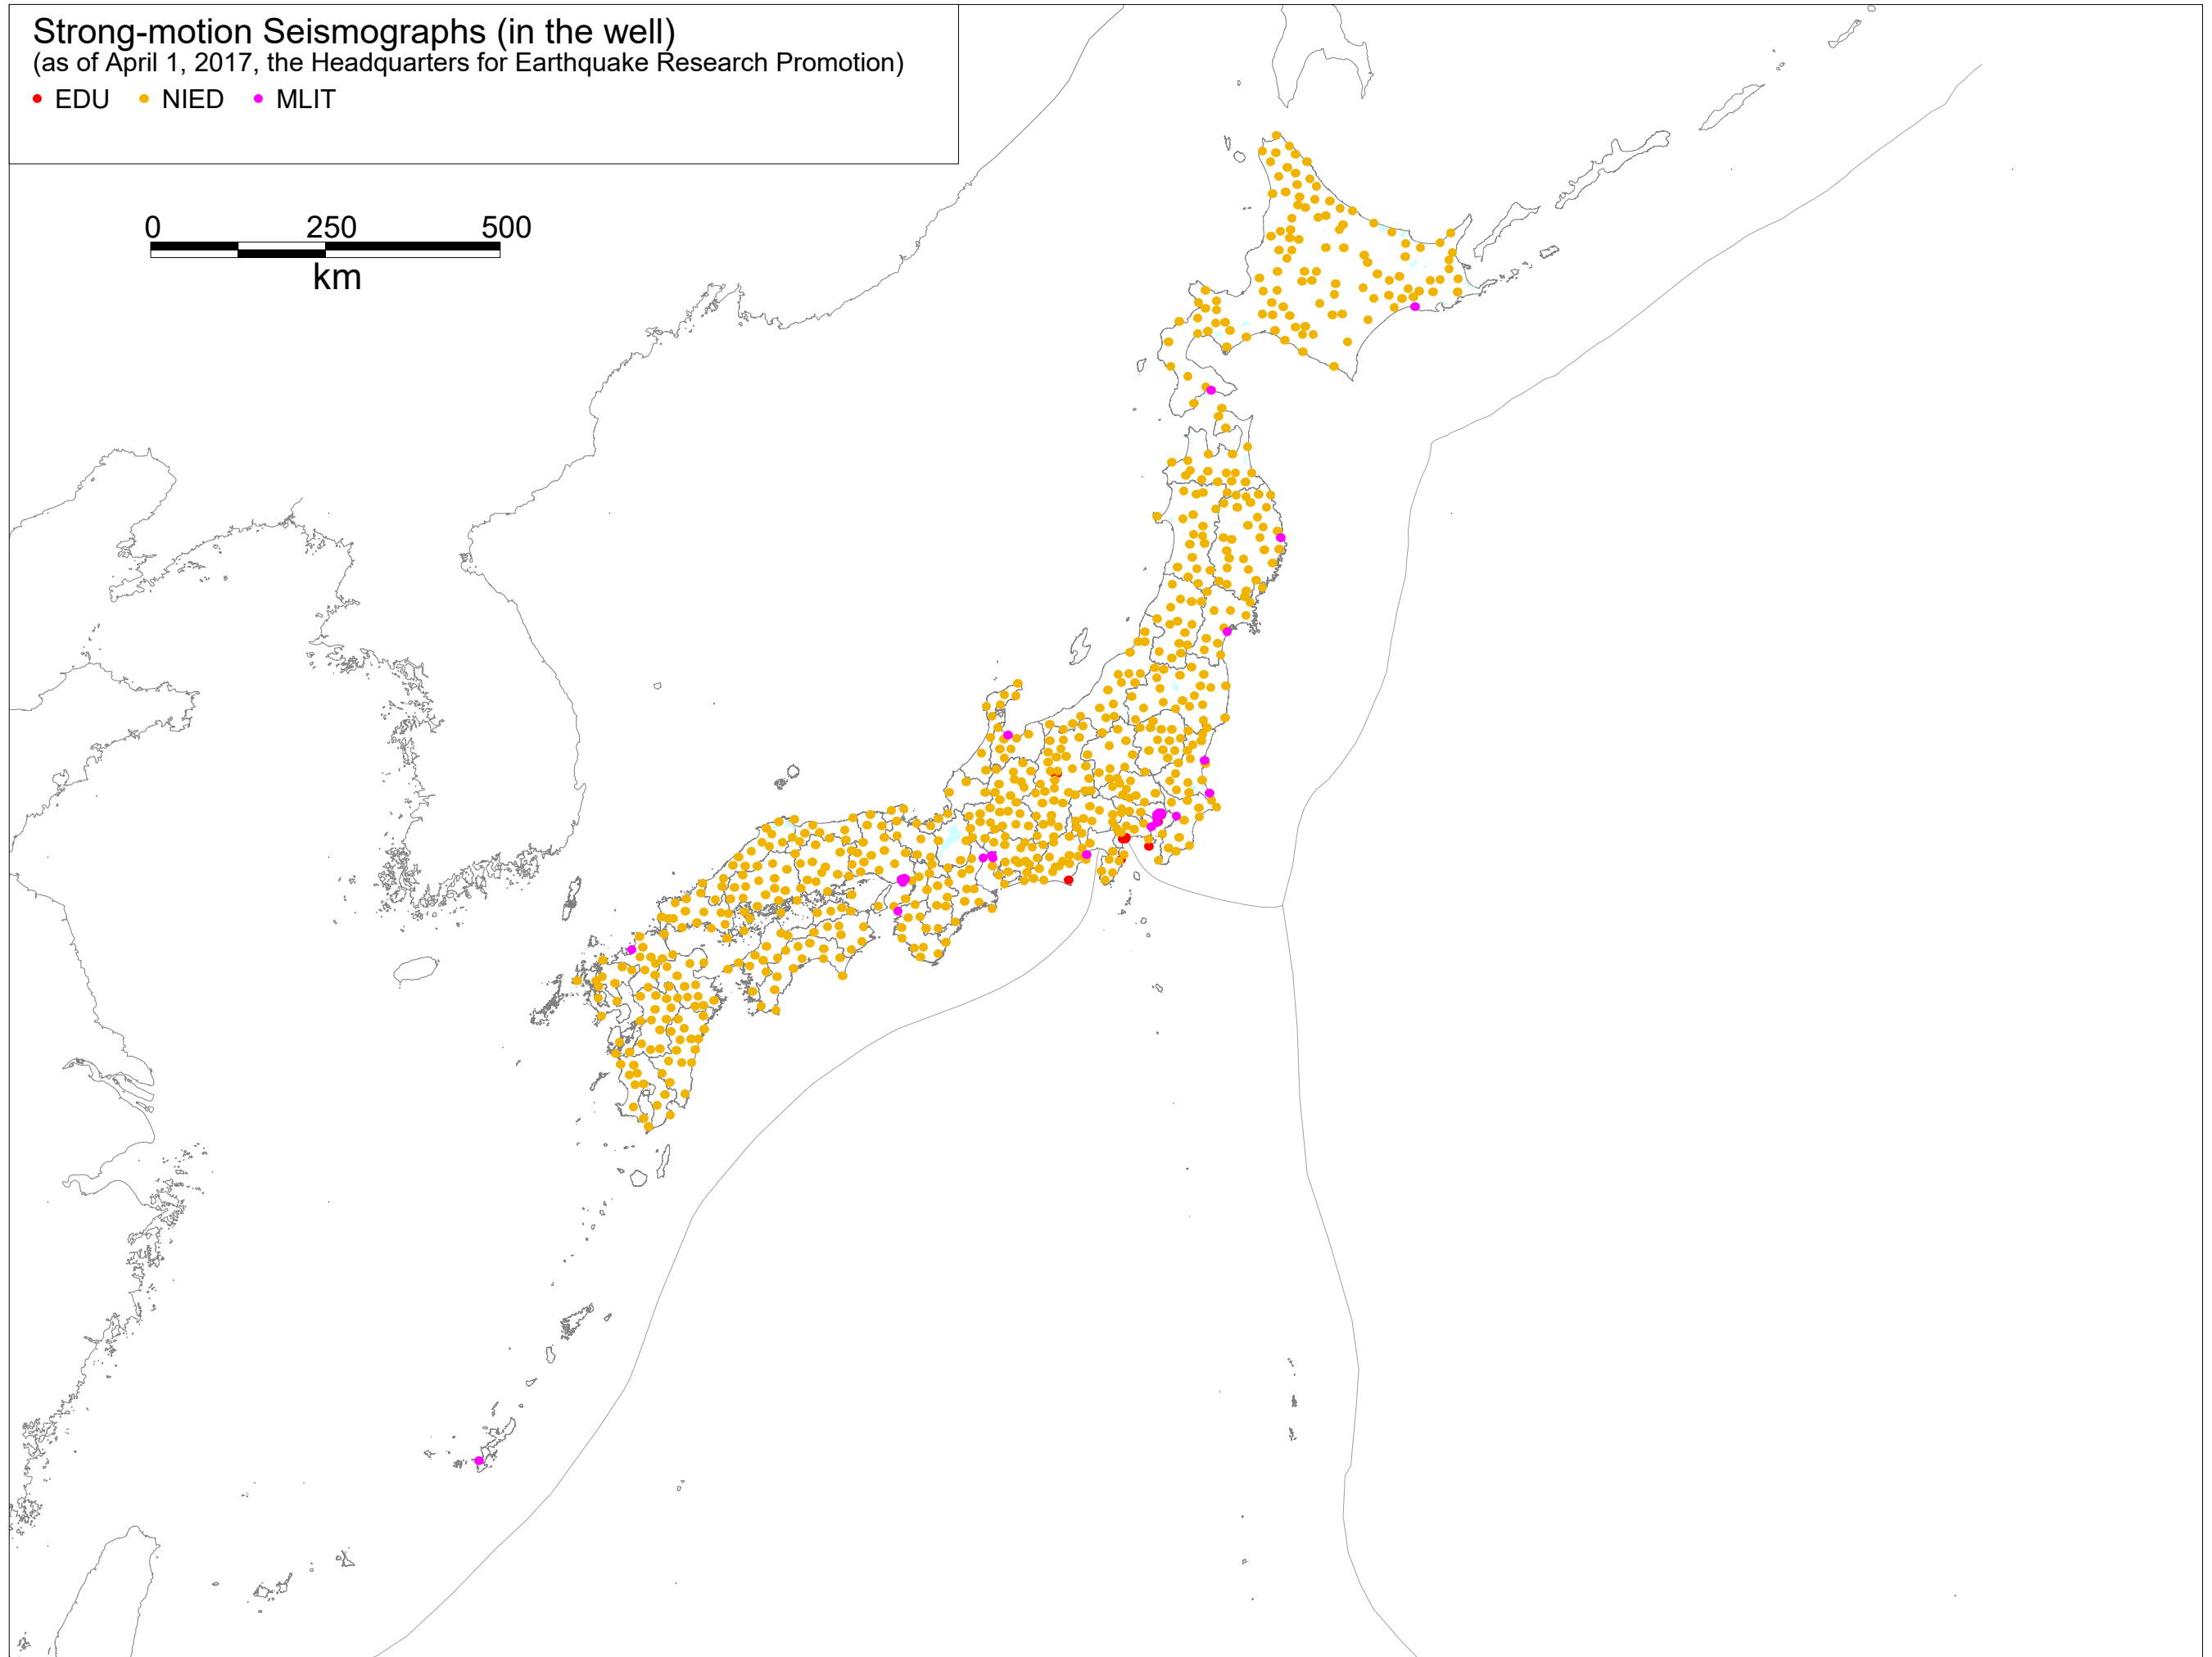 Strong-motion Seismographs (in the well)
(as of April 1, 2017, the Headquarters for Earthquake Research Promotion)
EDU NIED MLIT
0 250 500
km